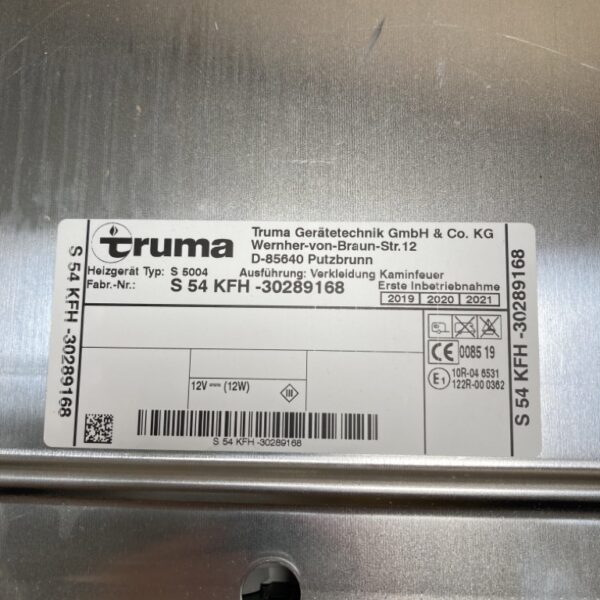 truma
Truma Gerätetechnik GmbH & Co. KG
Wernher-von-Braun-Str.12
D-85640 Putzbrunn
Heizgerät Typ: S 5004
Ausführung: Verkleidung Kaminfeuer
Fabr.-Nr.: S 54 KFH -30289168
Erste Inbetriebnahme
2019 2020 2021
S 54 KFH -30289168
S 54 KFH -30289168
CE 0085 19
E1 10R-04 6531
122R-00 0362
12V ⎓ (12W)
III
S 54 KFH -30289168